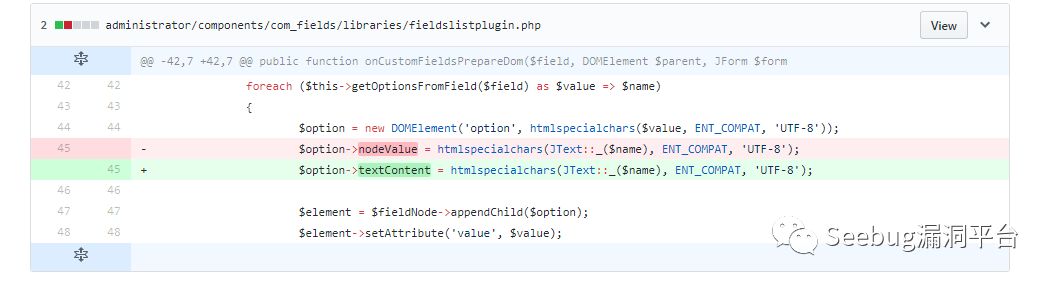 2 administrator/components/com_fields/libraries/fieldslistplugin.php View
@@ -42,7 +42,7 @@ public function onCustomFieldsPrepareDom($field, DOMElement $parent, JForm $form
42 42 foreach ($this->getOptionsFromField($field) as $value => $name)
43 43 {
44 44 $option = new DOMElement('option', htmlspecialchars($value, ENT_COMPAT, 'UTF-8'));
45 - $option->nodeValue = htmlspecialchars(JText::_($name), ENT_COMPAT, 'UTF-8');
45 + $option->textContent = htmlspecialchars(JText::_($name), ENT_COMPAT, 'UTF-8');
46 46
47 47 $element = $fieldNode->appendChild($option);
48 48 $element->setAttribute('value', $value);
Seebug漏洞平台